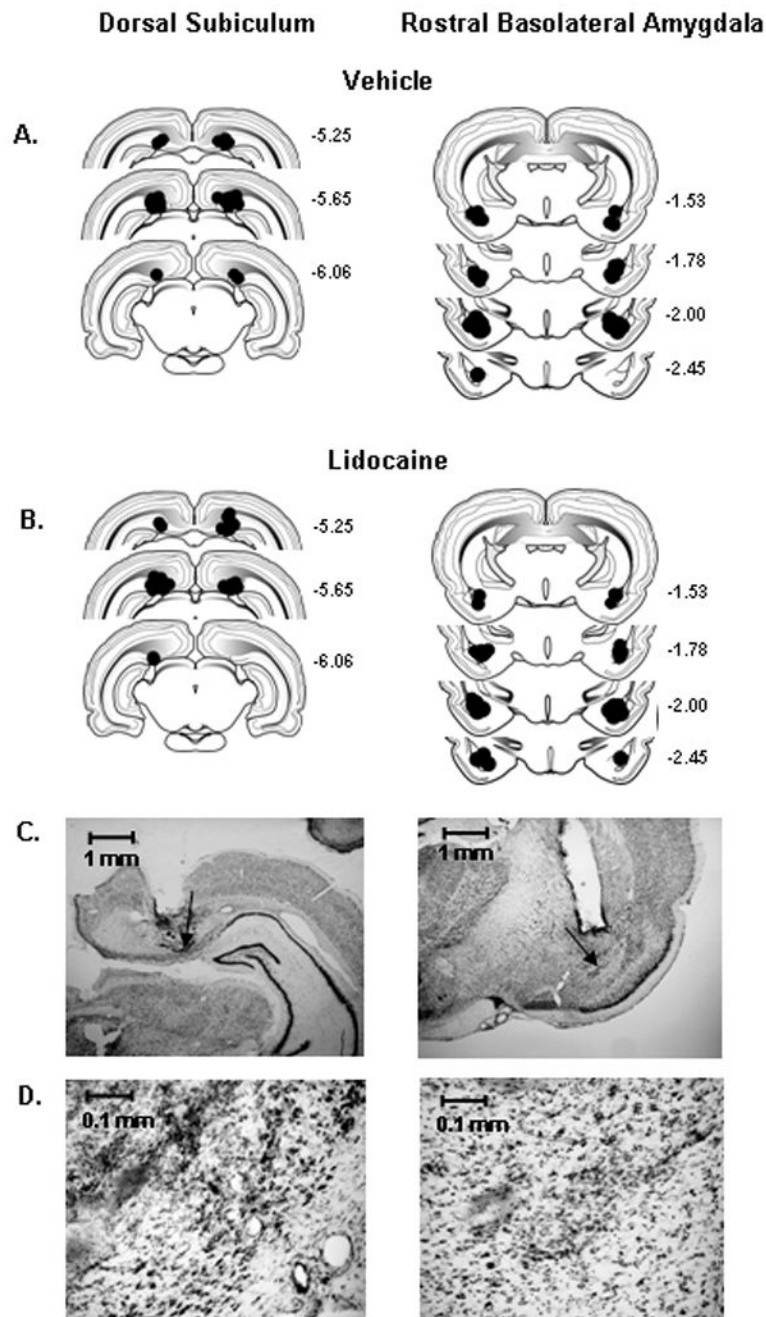 Dorsal Subiculum Rostral Basolateral Amygdala
Vehicle
A.
-5.25
-5.65
-6.06
-1.53
-1.78
-2.00
-2.45
Lidocaine
B.
-5.25
-5.65
-6.06
-1.53
-1.78
-2.00
-2.45
C.
1 mm
1 mm
D.
0.1 mm
0.1 mm